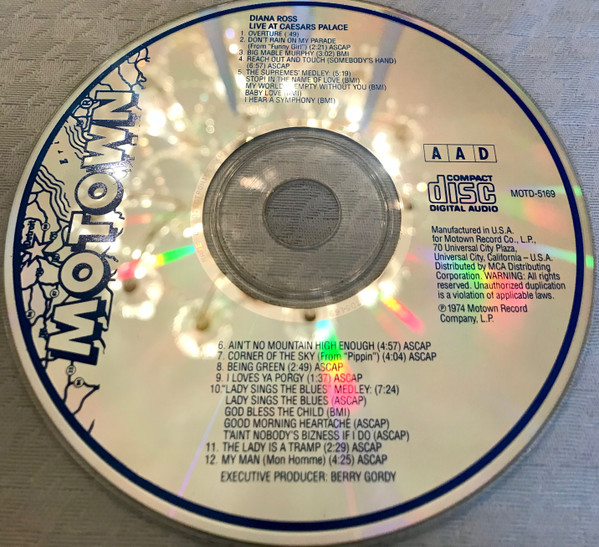 DIANA ROSS
LIVE AT CAESARS PALACE
1. OVERTURE (:49)
2. DON'T RAIN ON MY PARADE
(From "Funny Girl") (2:21) ASCAP
3. BIG MABLE MURPHY (3:02) BMI
4. REACH OUT AND TOUCH (SOMEBODY'S HAND)
(6:57) ASCAP
5. THE SUPREMES' MEDLEY: (5:19)
STOP! IN THE NAME OF LOVE (BMI)
MY WORLD IS EMPTY WITHOUT YOU (BMI)
BABY LOVE (BMI)
I HEAR A SYMPHONY (BMI)
MOTOWN
A A D
COMPACT
disc
DIGITAL AUDIO
MOTD-5169
Manufactured in U.S.A.
for Motown Record Co., L.P.,
70 Universal City Plaza,
Universal City, California – U.S.A.
Distributed by MCA Distributing
Corporation. WARNING: All rights
reserved. Unauthorized duplication
is a violation of applicable laws.
℗ 1974 Motown Record
Company, L.P.
6. AIN'T NO MOUNTAIN HIGH ENOUGH (4:57) ASCAP
7. CORNER OF THE SKY (From "Pippin") (4:04) ASCAP
8. BEING GREEN (2:49) ASCAP
9. I LOVES YA PORGY (1:37) ASCAP
10. "LADY SINGS THE BLUES" MEDLEY: (7:24)
LADY SINGS THE BLUES (ASCAP)
GOD BLESS THE CHILD (BMI)
GOOD MORNING HEARTACHE (ASCAP)
T'AINT NOBODY'S BIZNESS IF I DO (ASCAP)
11. THE LADY IS A TRAMP (2:29) ASCAP
12. MY MAN (Mon Homme) (4:25) ASCAP
EXECUTIVE PRODUCER: BERRY GORDY